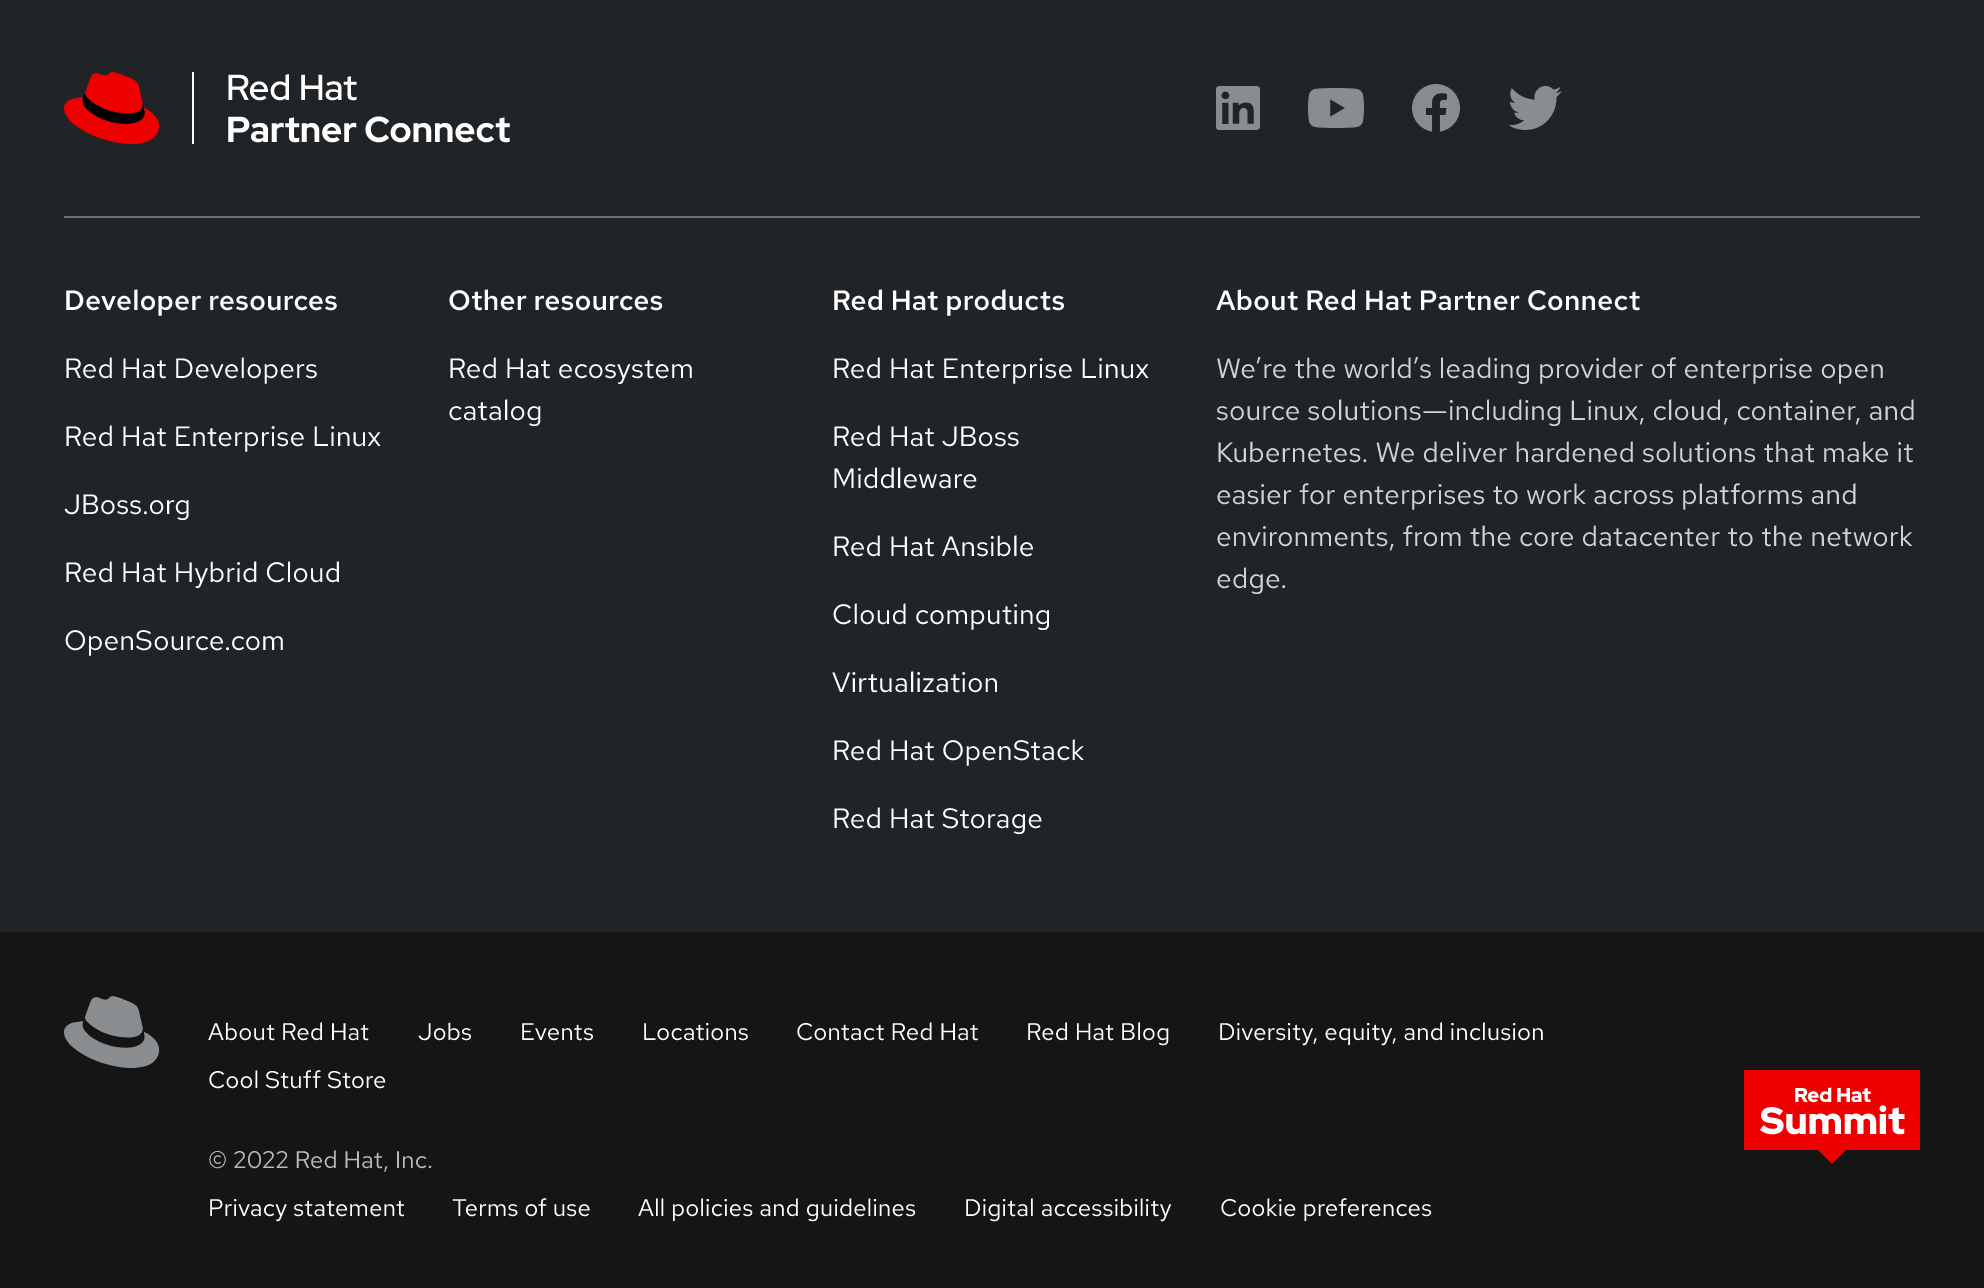 Red Hat
Partner Connect
Developer resources
Red Hat Developers
Red Hat Enterprise Linux
JBoss.org
Red Hat Hybrid Cloud
OpenSource.com
Other resources
Red Hat ecosystem
catalog
Red Hat products
Red Hat Enterprise Linux
Red Hat JBoss
Middleware
Red Hat Ansible
Cloud computing
Virtualization
Red Hat OpenStack
Red Hat Storage
About Red Hat Partner Connect
We’re the world’s leading provider of enterprise open
source solutions—including Linux, cloud, container, and
Kubernetes. We deliver hardened solutions that make it
easier for enterprises to work across platforms and
environments, from the core datacenter to the network
edge.
About Red Hat Jobs Events Locations Contact Red Hat Red Hat Blog Diversity, equity, and inclusion
Cool Stuff Store
© 2022 Red Hat, Inc.
Privacy statement Terms of use All policies and guidelines Digital accessibility Cookie preferences
Red Hat
Summit